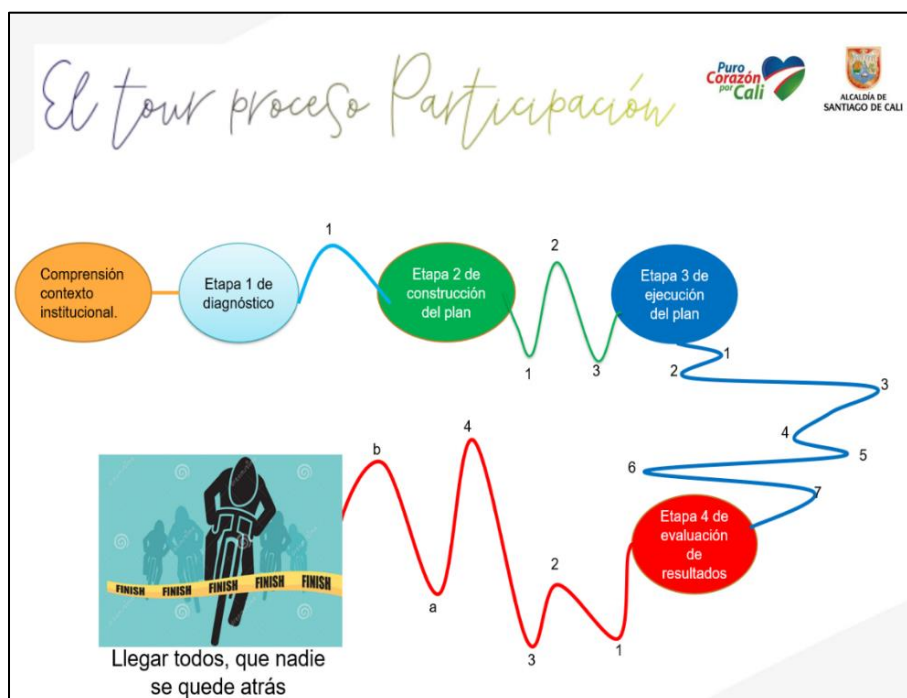 El tour proceso Participación
Puro
Corazón
por
Cali
ALCALDÍA DE
SANTIAGO DE CALI
Comprensión
contexto
institucional.
Etapa 1 de
diagnóstico
1
Etapa 2 de
construcción
del plan
1
2
3
Etapa 3 de
ejecución
del plan
1
2
3
4
5
6
7
Etapa 4 de
evaluación
de
resultados
1
2
3
4
a
b
FINISH FINISH FINISH FINISH FINISH
Llegar todos, que nadie
se quede atrás